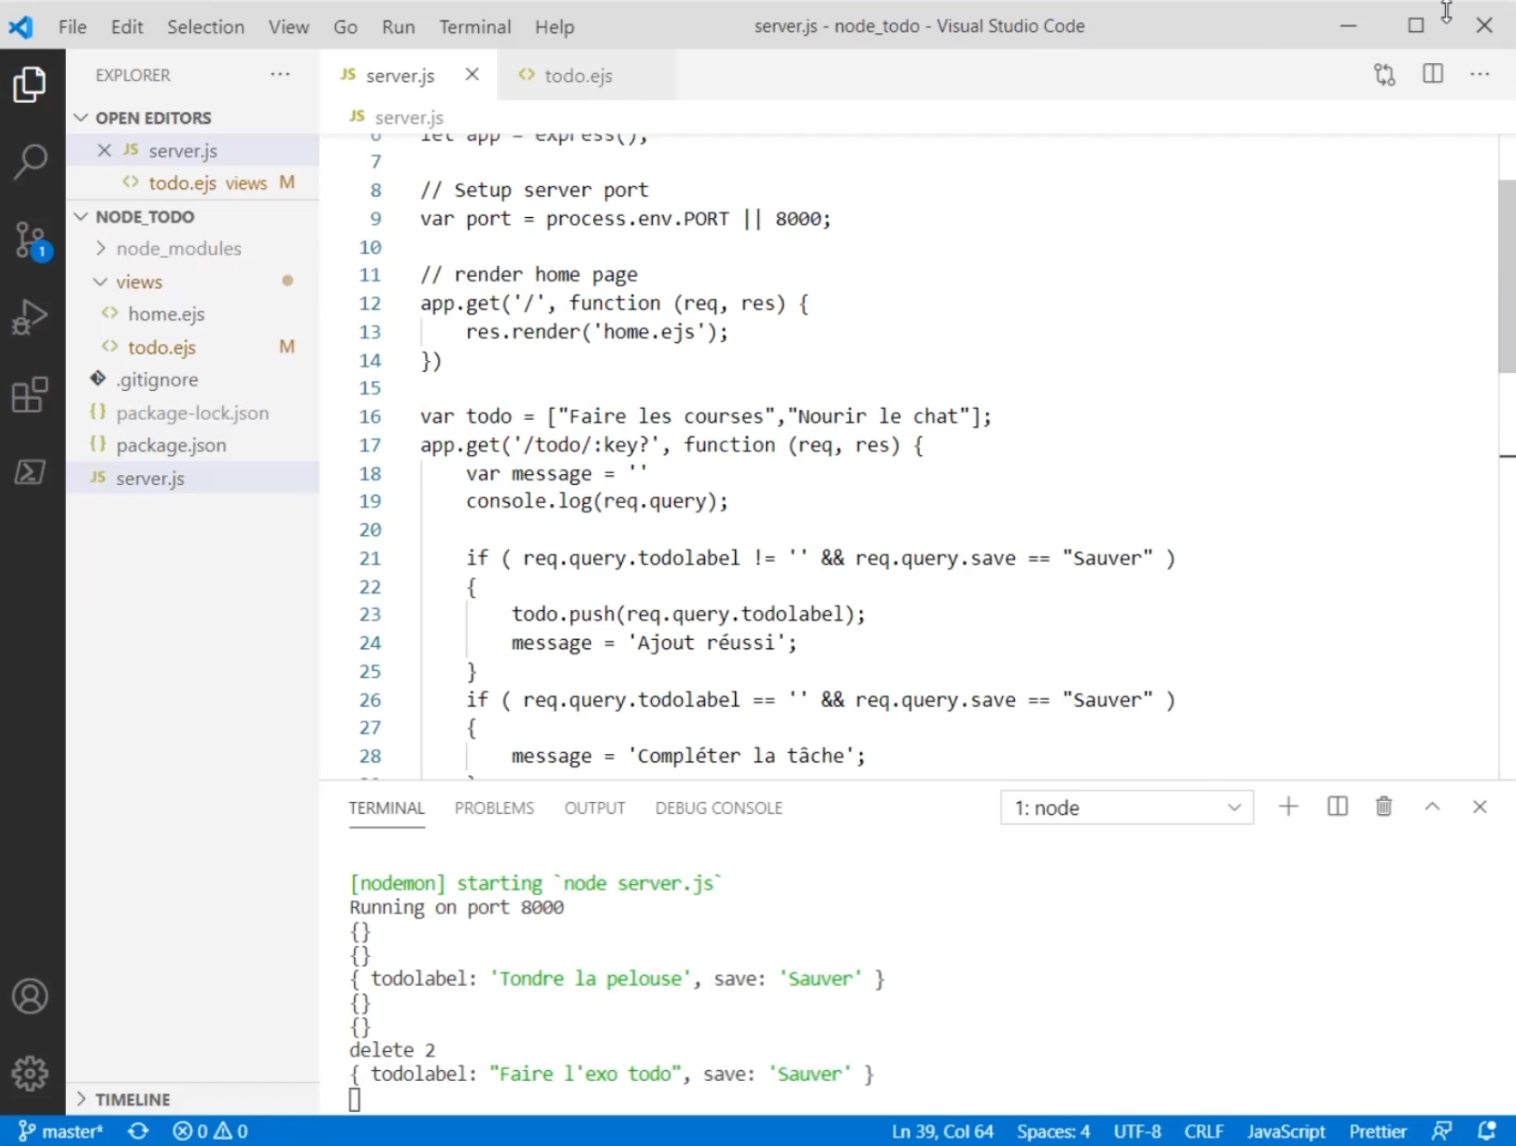 File Edit Selection View Go Run Terminal Help
server.js - node_todo - Visual Studio Code
EXPLORER
OPEN EDITORS
JS server.js
todo.ejs views M
NODE_TODO
node_modules
views
home.ejs
todo.ejs M
.gitignore
{} package-lock.json
{} package.json
JS server.js
TIMELINE
1
JS server.js
todo.ejs
JS server.js
6 let app = express();
7
8 // Setup server port
9 var port = process.env.PORT || 8000;
10
11 // render home page
12 app.get('/', function (req, res) {
13 res.render('home.ejs');
14 })
15
16 var todo = ["Faire les courses","Nourir le chat"];
17 app.get('/todo/:key?', function (req, res) {
18 var message = ''
19 console.log(req.query);
20
21 if ( req.query.todolabel != '' && req.query.save == "Sauver" )
22 {
23 todo.push(req.query.todolabel);
24 message = 'Ajout réussi';
25 }
26 if ( req.query.todolabel == '' && req.query.save == "Sauver" )
27 {
28 message = 'Compléter la tâche';
TERMINAL PROBLEMS OUTPUT DEBUG CONSOLE
1: node
[nodemon] starting `node server.js`
Running on port 8000
{}
{}
{ todolabel: 'Tondre la pelouse', save: 'Sauver' }
{}
{}
delete 2
{ todolabel: "Faire l'exo todo", save: 'Sauver' }
master* 0 0 Ln 39, Col 64 Spaces: 4 UTF-8 CRLF JavaScript Prettier